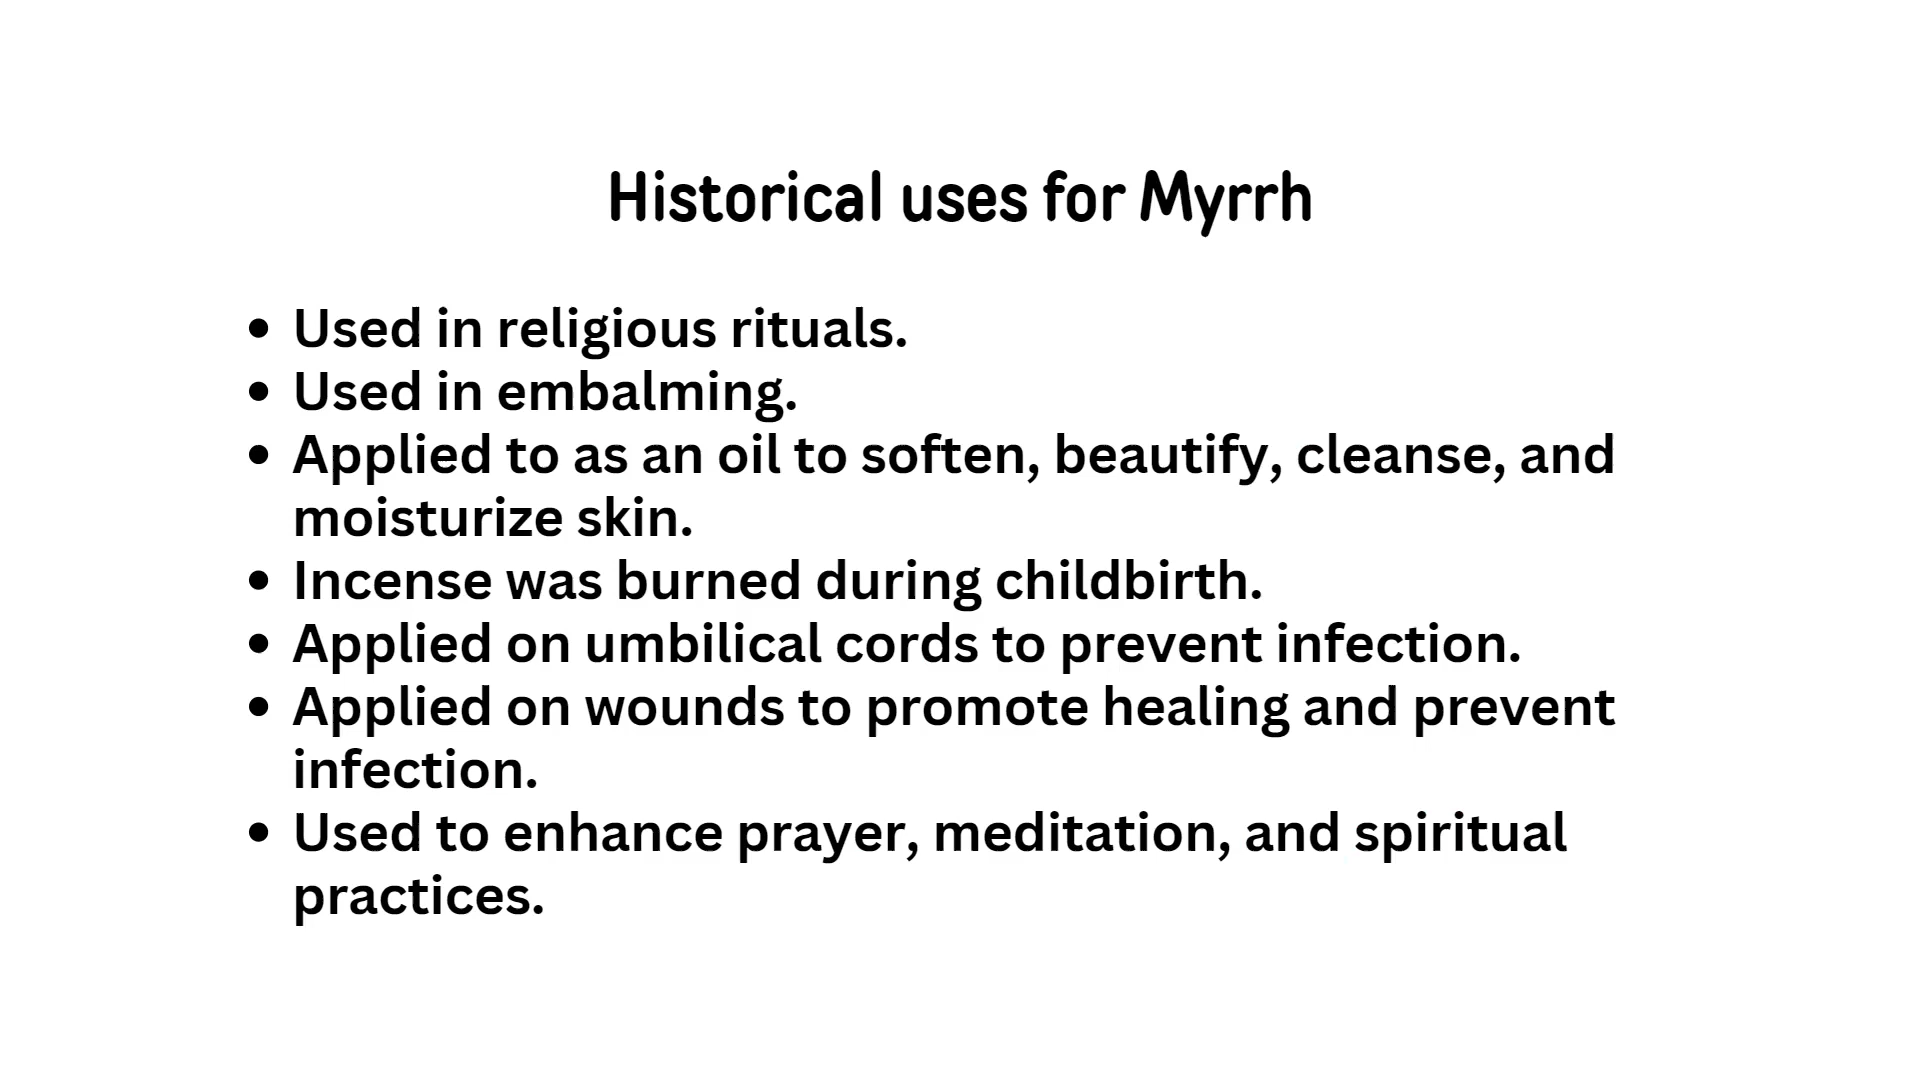 Historical uses for Myrrh
• Used in religious rituals.
• Used in embalming.
• Applied to as an oil to soften, beautify, cleanse, and
moisturize skin.
• Incense was burned during childbirth.
• Applied on umbilical cords to prevent infection.
• Applied on wounds to promote healing and prevent
infection.
• Used to enhance prayer, meditation, and spiritual
practices.